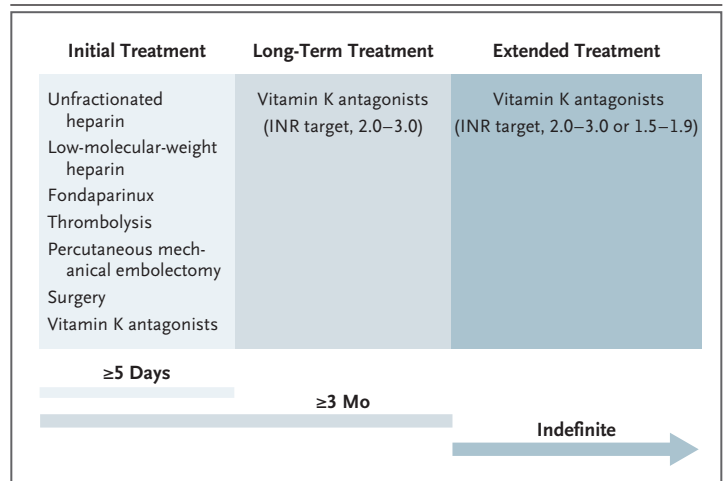 Initial Treatment
Long-Term Treatment
Extended Treatment
Unfractionated
heparin
Low-molecular-weight
heparin
Fondaparinux
Thrombolysis
Percutaneous mech-
anical embolectomy
Surgery
Vitamin K antagonists
Vitamin K antagonists
(INR target, 2.0–3.0)
Vitamin K antagonists
(INR target, 2.0–3.0 or 1.5–1.9)
≥5 Days
≥3 Mo
Indefinite